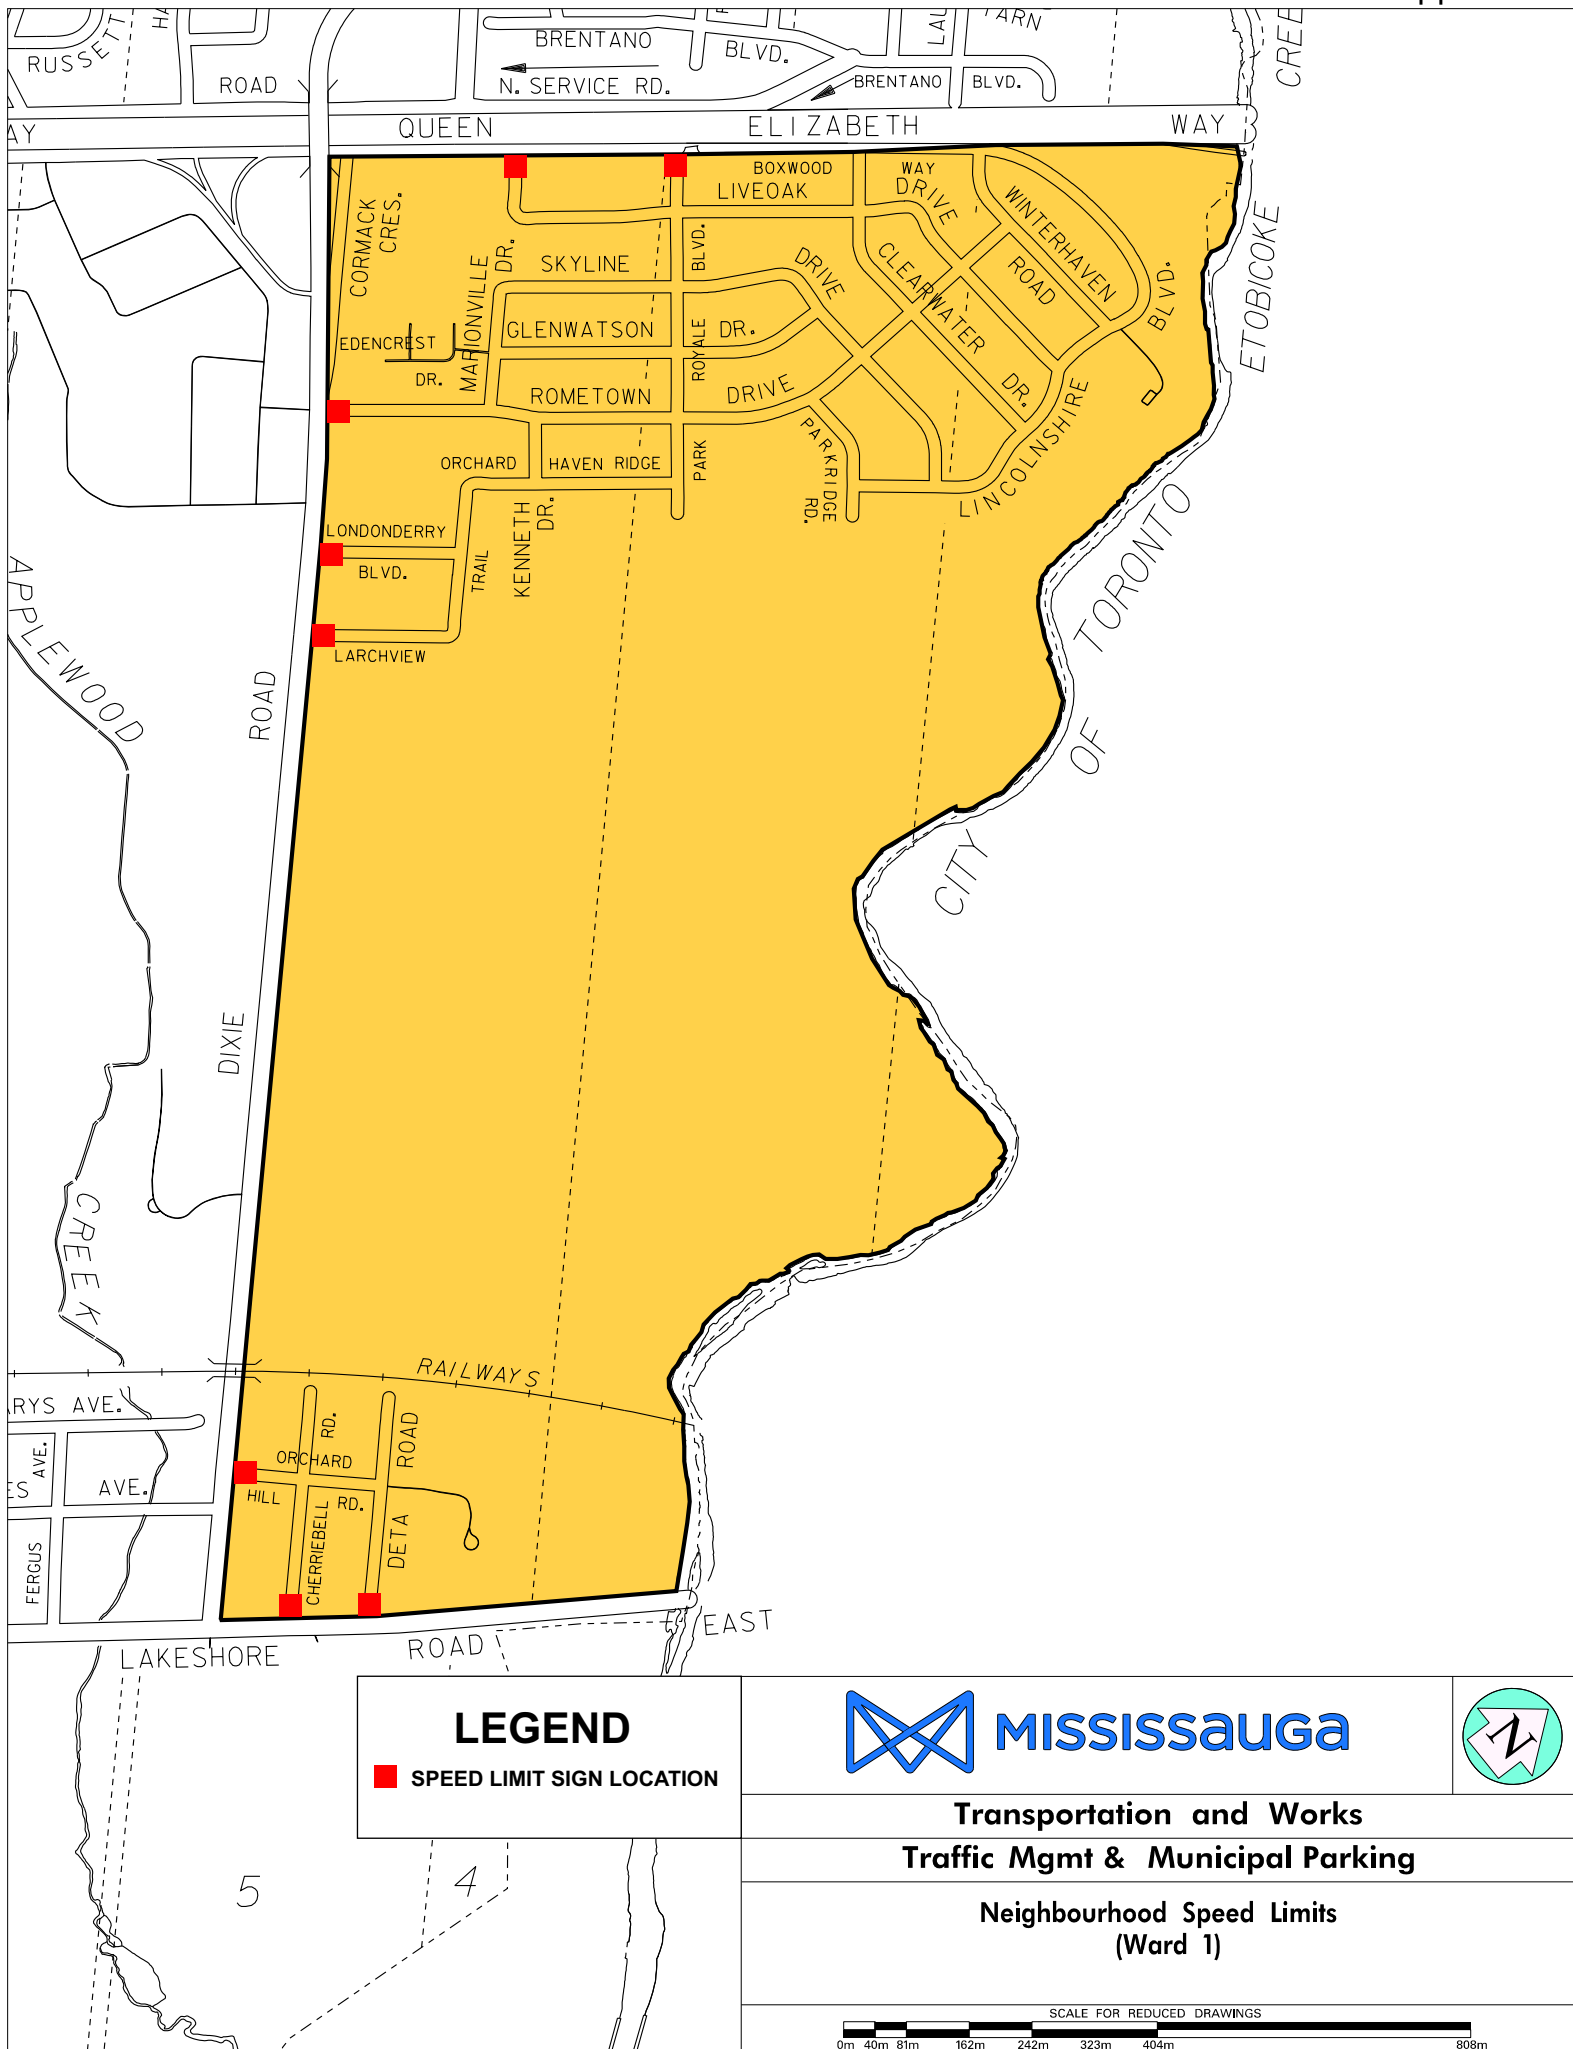 RUSSETT
ROAD
BRENTANO
BLVD.
N. SERVICE RD.
BRENTANO
BLVD.
CREE
QUEEN
ELIZABETH
WAY
AY
BOXWOOD
WAY
LIVEOAK
DRIVE
WINTERHAVEN
ROAD
CORMACK
CRES.
MARIONVILLE
DR.
SKYLINE
DRIVE
BLVD.
CLEARWATER
DR.
BLVD.
ETOBICOKE
EDENCREST
DR.
GLENWATSON
DR.
ROYALE
ROMETOWN
DRIVE
LINCOLNSHIRE
ORCHARD
HAVEN RIDGE
PARK
PARKRIDGE
RD.
LONDONDERRY
BLVD.
TRAIL
KENNETH
DR.
LARCHVIEW
APPLEWOOD
CREEK
DIXIE
ROAD
CITY
OF
TORONTO
RAILWAYS
ARYS AVE.
AVE.
ES
AVE.
FERGUS
ORCHARD
RD.
HILL
RD.
CHERRIEBELL
DETA
ROAD
LAKESHORE
ROAD
EAST
LEGEND
SPEED LIMIT SIGN LOCATION
5
4
MISSISSauGa
N
Transportation and Works
Traffic Mgmt & Municipal Parking
Neighbourhood Speed Limits
(Ward 1)
SCALE FOR REDUCED DRAWINGS
0m 40m 81m 162m 242m 323m 404m 808m